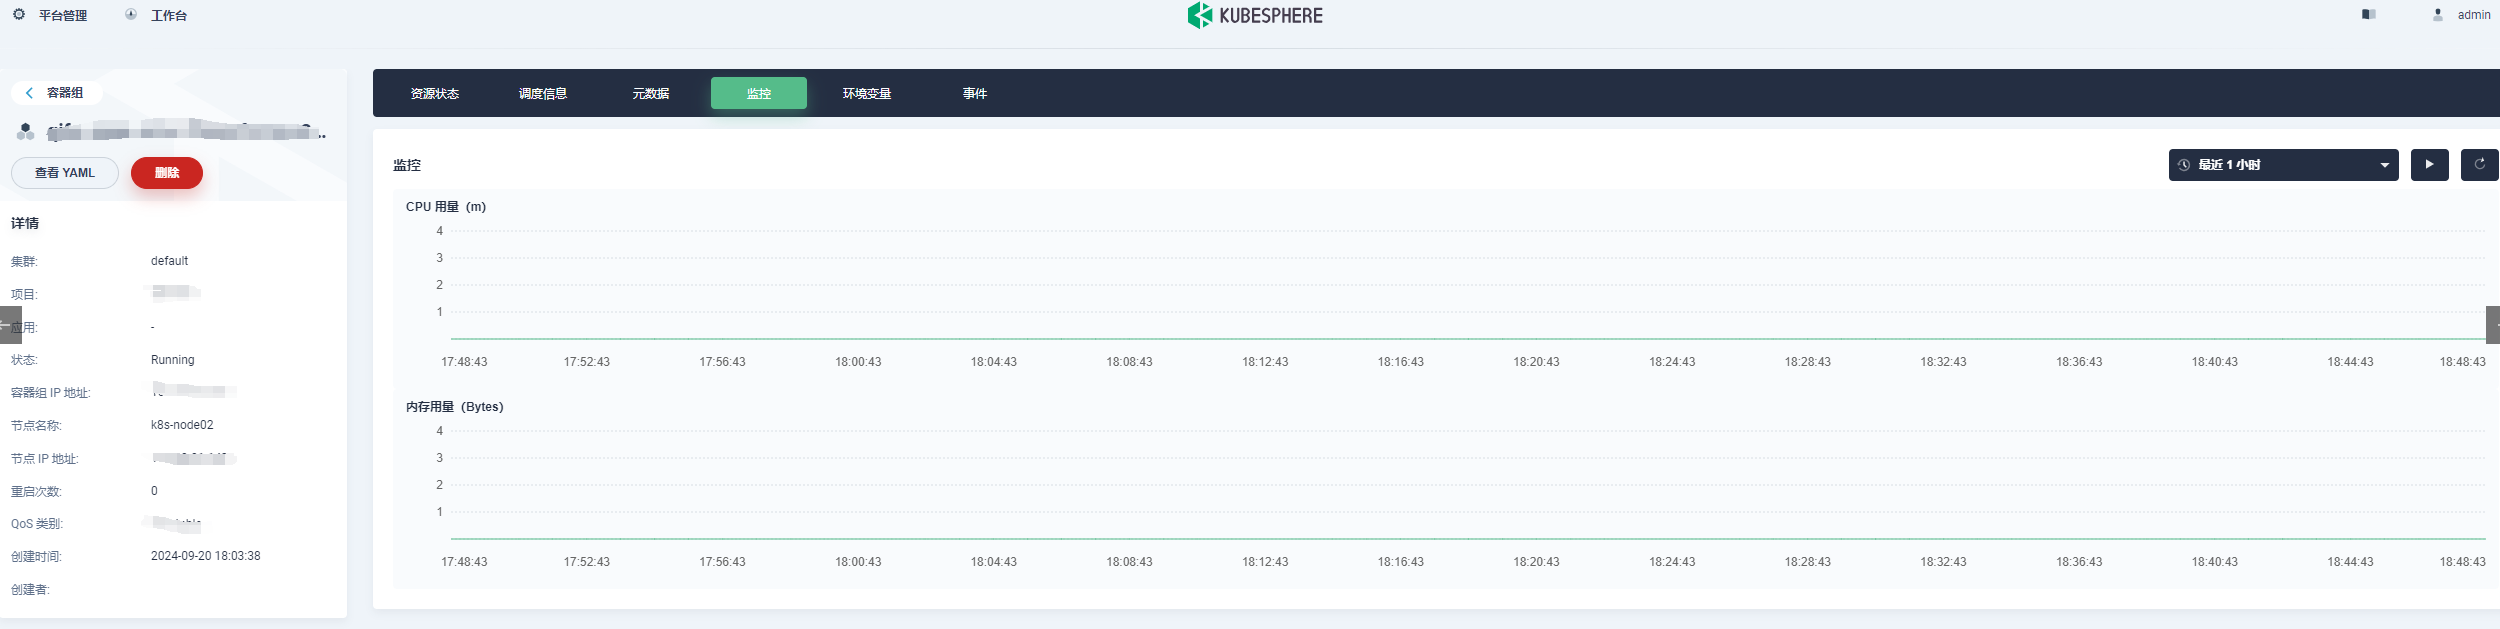 平台管理
工作台
KUBESPHERE
admin
容器组
查看 YAML
删除
详情
集群: default
项目:
应用: -
状态: Running
容器组 IP 地址:
节点名称: k8s-node02
节点 IP 地址:
重启次数: 0
QoS 类别:
创建时间: 2024-09-20 18:03:38
创建者:
资源状态 调度信息 元数据 监控 环境变量 事件
监控
最近 1 小时
CPU 用量（m）
4
3
2
1
17:48:43 17:52:43 17:56:43 18:00:43 18:04:43 18:08:43 18:12:43 18:16:43 18:20:43 18:24:43 18:28:43 18:32:43 18:36:43 18:40:43 18:44:43 18:48:43
内存用量（Bytes）
4
3
2
1
17:48:43 17:52:43 17:56:43 18:00:43 18:04:43 18:08:43 18:12:43 18:16:43 18:20:43 18:24:43 18:28:43 18:32:43 18:36:43 18:40:43 18:44:43 18:48:43